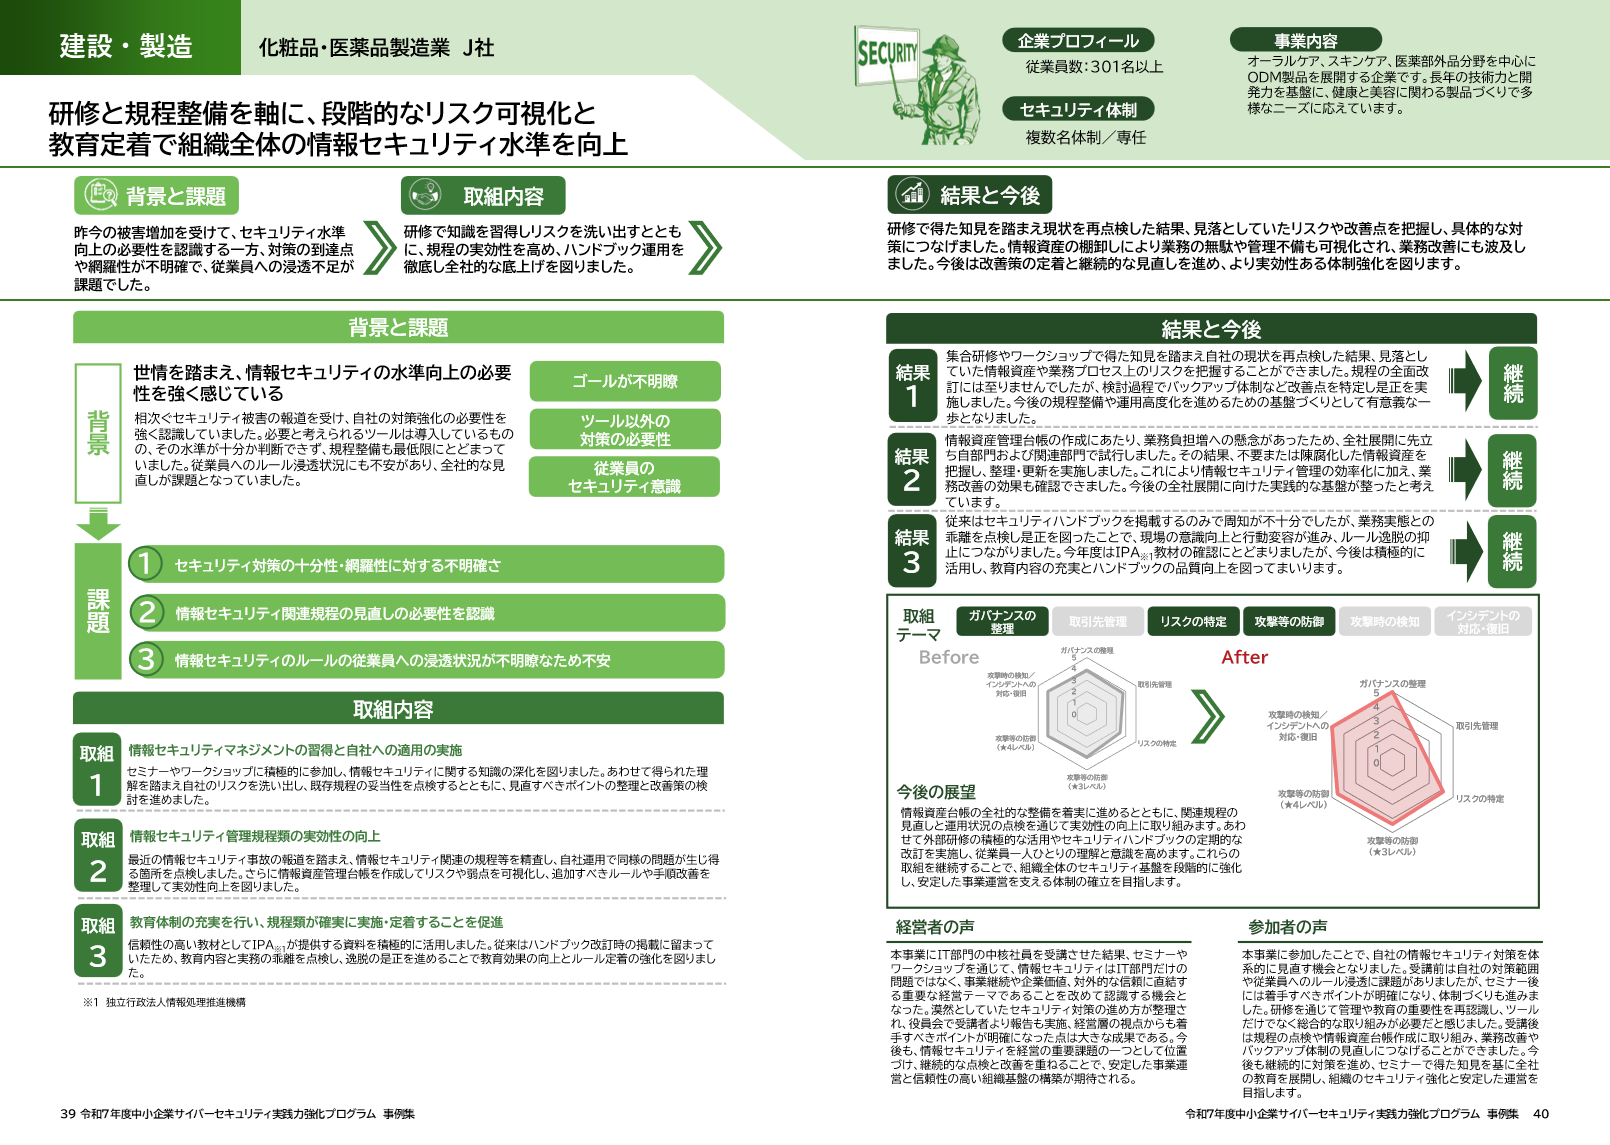 建設・製造
化粧品・医薬品製造業 J社
研修と規程整備を軸に、段階的なリスク可視化と
教育定着で組織全体の情報セキュリティ水準を向上
SECURITY
企業プロフィール
従業員数：301名以上
セキュリティ体制
複数名体制／専任
事業内容
オーラルケア、スキンケア、医薬部外品分野を中心に
ODM製品を展開する企業です。長年の技術力と開
発力を基盤に、健康と美容に関わる製品づくりで多
様なニーズに応えています。
背景と課題
昨今の被害増加を受けて、セキュリティ水準
向上の必要性を認識する一方、対策の到達点
や網羅性が不明確で、従業員への浸透不足が
課題でした。
取組内容
研修で知識を習得しリスクを洗い出すととも
に、規程の実効性を高め、ハンドブック運用を
徹底し全社的な底上げを図りました。
結果と今後
研修で得た知見を踏まえ現状を再点検した結果、見落としていたリスクや改善点を把握し、具体的な対
策につなげました。情報資産の棚卸しにより業務の無駄や管理不備も可視化され、業務改善にも波及し
ました。今後は改善策の定着と継続的な見直しを進め、より実効性ある体制強化を図ります。
背景と課題
背景
世情を踏まえ、情報セキュリティの水準向上の必要
性を強く感じている
相次ぐセキュリティ被害の報道を受け、自社の対策強化の必要性を
強く認識していました。必要と考えられるツールは導入しているもの
の、その水準が十分か判断できず、規程整備も最低限にとどまって
いました。従業員へのルール浸透状況にも不安があり、全社的な見
直しが課題となっていました。
ゴールが不明瞭
ツール以外の
対策の必要性
従業員の
セキュリティ意識
課題
1 セキュリティ対策の十分性・網羅性に対する不明確さ
2 情報セキュリティ関連規程の見直しの必要性を認識
3 情報セキュリティのルールの従業員への浸透状況が不明瞭なため不安
取組内容
取組
1
情報セキュリティマネジメントの習得と自社への適用の実施
セミナーやワークショップに積極的に参加し、情報セキュリティに関する知識の深化を図りました。あわせて得られた理
解を踏まえ自社のリスクを洗い出し、既存規程の妥当性を点検するとともに、見直すべきポイントの整理と改善策の検
討を進めました。
取組
2
情報セキュリティ管理規程類の実効性の向上
最近の情報セキュリティ事故の報道を踏まえ、情報セキュリティ関連の規程等を精査し、自社運用で同様の問題が生じ得
る箇所を点検しました。さらに情報資産管理台帳を作成してリスクや弱点を可視化し、追加すべきルールや手順改善を
整理して実効性向上を図りました。
取組
3
教育体制の充実を行い、規程類が確実に実施・定着することを促進
信頼性の高い教材としてIPA※1が提供する資料を積極的に活用しました。従来はハンドブック改訂時の掲載に留まって
いたため、教育内容と実務の乖離を点検し、逸脱の是正を進めることで教育効果の向上とルール定着の強化を図りまし
た。
※1 独立行政法人情報処理推進機構
39 令和7年度中小企業サイバーセキュリティ実践力強化プログラム 事例集
結果と今後
結果
1
集合研修やワークショップで得た知見を踏まえ自社の現状を再点検した結果、見落とし
ていた情報資産や業務プロセス上のリスクを把握することができました。規程の全面改
訂には至りませんでしたが、検討過程でバックアップ体制など改善点を特定し是正を実
施しました。今後の規程整備や運用高度化を進めるための基盤づくりとして有意義な一
歩となりました。
継続
結果
2
情報資産管理台帳の作成にあたり、業務負担増への懸念があったため、全社展開に先立
ち自部門および関連部門で試行しました。その結果、不要または陳腐化した情報資産を
把握し、整理・更新を実施しました。これにより情報セキュリティ管理の効率化に加え、業
務改善の効果も確認できました。今後の全社展開に向けた実践的な基盤が整ったと考え
ています。
継続
結果
3
従来はセキュリティハンドブックを掲載するのみで周知が不十分でしたが、業務実態との
乖離を点検し是正を図ったことで、現場の意識向上と行動変容が進み、ルール逸脱の抑
止につながりました。今年度はIPA※1教材の確認にとどまりましたが、今後は積極的に
活用し、教育内容の充実とハンドブックの品質向上を図ってまいります。
継続
取組
テーマ
ガバナンスの
整理
取引先管理
リスクの特定
攻撃等の防御
攻撃時の検知
インシデントの
対応・復旧
Before
ガバナンスの整理
5
4
3
2
1
0
取引先管理
リスクの特定
攻撃等の防御
（★3レベル）
攻撃等の防御
（★4レベル）
攻撃時の検知／
インシデントへの
対応・復旧
After
ガバナンスの整理
5
4
3
2
1
0
取引先管理
リスクの特定
攻撃等の防御
（★3レベル）
攻撃等の防御
（★4レベル）
攻撃時の検知／
インシデントへの
対応・復旧
今後の展望
情報資産台帳の全社的な整備を着実に進めるとともに、関連規程の
見直しと運用状況の点検を通じて実効性の向上に取り組みます。あわ
せて外部研修の積極的な活用やセキュリティハンドブックの定期的な
改訂を実施し、従業員一人ひとりの理解と意識を高めます。これらの
取組を継続することで、組織全体のセキュリティ基盤を段階的に強化
し、安定した事業運営を支える体制の確立を目指します。
経営者の声
本事業にIT部門の中核社員を受講させた結果、セミナーや
ワークショップを通じて、情報セキュリティはIT部門だけの
問題ではなく、事業継続や企業価値、対外的な信頼に直結す
る重要な経営テーマであることを改めて認識する機会と
なった。漠然としていたセキュリティ対策の進め方が整理さ
れ、役員会で受講者より報告も実施、経営層の視点からも着
手すべきポイントが明確になった点は大きな成果である。今
後も、情報セキュリティを経営の重要課題の一つとして位置
づけ、継続的な点検と改善を重ねることで、安定した事業運
営と信頼性の高い組織基盤の構築が期待される。
参加者の声
本事業に参加したことで、自社の情報セキュリティ対策を体
系的に見直す機会となりました。受講前は自社の対策範囲
や従業員へのルール浸透に課題がありましたが、セミナー後
には着手すべきポイントが明確になり、体制づくりも進みま
した。研修を通じて管理や教育の重要性を再認識し、ツール
だけでなく総合的な取り組みが必要だと感じました。受講後
は規程の点検や情報資産台帳作成に取り組み、業務改善や
バックアップ体制の見直しにつなげることができました。今
後も継続的に対策を進め、セミナーで得た知見を基に全社
の教育を展開し、組織のセキュリティ強化と安定した運営を
目指します。
令和7年度中小企業サイバーセキュリティ実践力強化プログラム 事例集 40